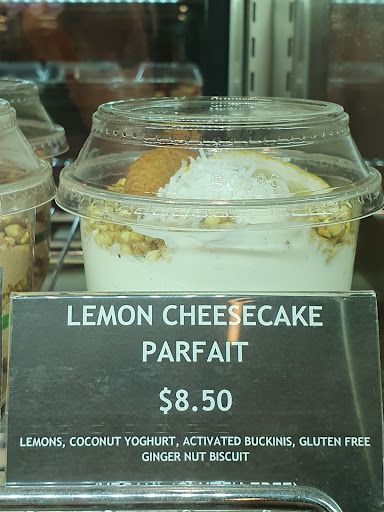 LEMON CHEESECAKE
PARFAIT
$8.50
LEMONS, COCONUT YOGHURT, ACTIVATED BUCKINIS, GLUTEN FREE
GINGER NUT BISCUIT